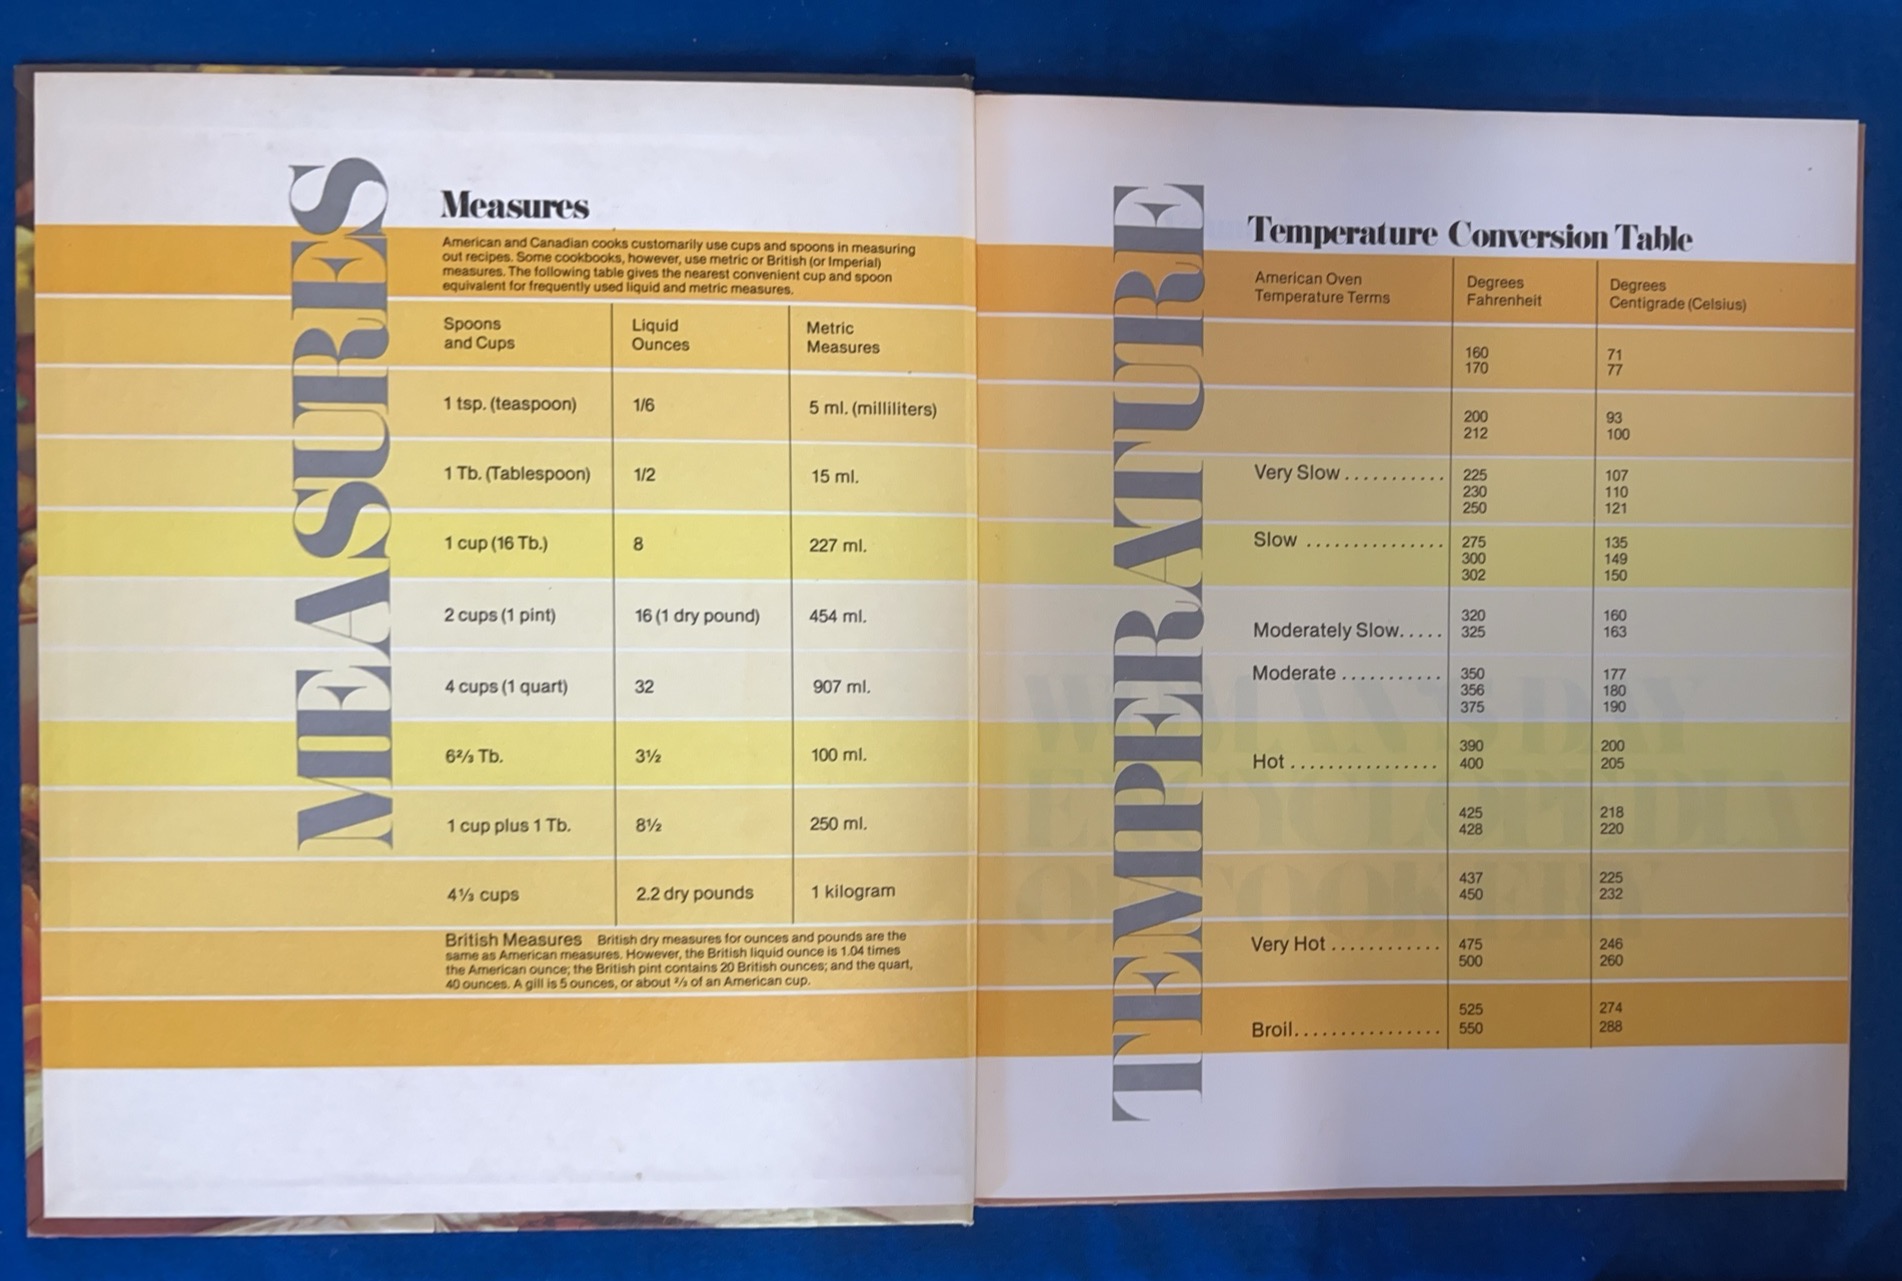 MEASURES
Measures
American and Canadian cooks customarily use cups and spoons in measuring
out recipes. Some cookbooks, however, use metric or British (or Imperial)
measures. The following table gives the nearest convenient cup and spoon
equivalent for frequently used liquid and metric measures.
Spoons and Cups Liquid Ounces Metric Measures
1 tsp. (teaspoon) 1/6 5 ml. (milliliters)
1 Tb. (Tablespoon) 1/2 15 ml.
1 cup (16 Tb.) 8 227 ml.
2 cups (1 pint) 16 (1 dry pound) 454 ml.
4 cups (1 quart) 32 907 ml.
6⅔ Tb. 3½ 100 ml.
1 cup plus 1 Tb. 8½ 250 ml.
4⅓ cups 2.2 dry pounds 1 kilogram
British Measures British dry measures for ounces and pounds are the
same as American measures. However, the British liquid ounce is 1.04 times
the American ounce; the British pint contains 20 British ounces; and the quart,
40 ounces. A gill is 5 ounces, or about ⅔ of an American cup.
TEMPERATURE
Temperature Conversion Table
American Oven Temperature Terms Degrees Fahrenheit Degrees Centigrade (Celsius)
160 71
170 77
200 93
212 100
Very Slow ........... 225 107
230 110
250 121
Slow ............... 275 135
300 149
302 150
320 160
Moderately Slow..... 325 163
Moderate ........... 350 177
356 180
375 190
390 200
Hot ................ 400 205
425 218
428 220
437 225
450 232
Very Hot ............ 475 246
500 260
525 274
Broil................ 550 288